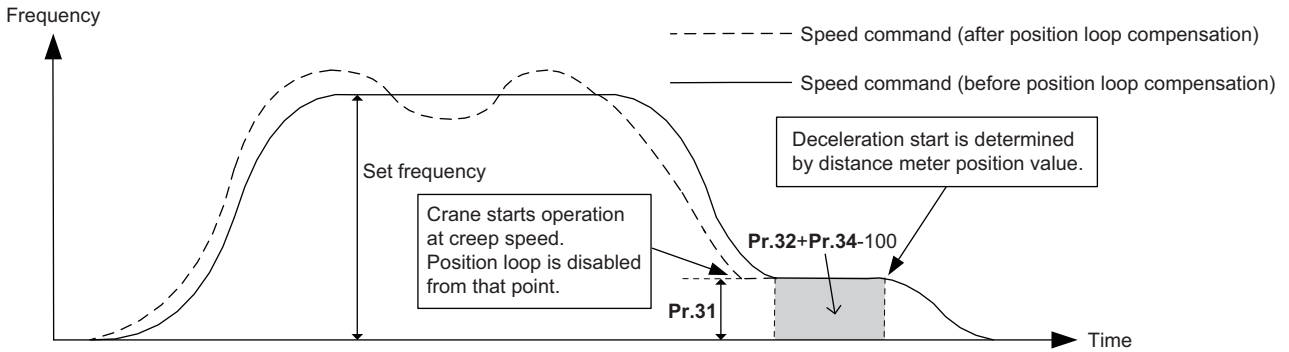 Frequency
Speed command (after position loop compensation)
Speed command (before position loop compensation)
Deceleration start is determined
by distance meter position value.
Set frequency
Crane starts operation
at creep speed.
Position loop is disabled
from that point.
Pr.32+Pr.34-100
Pr.31
Time